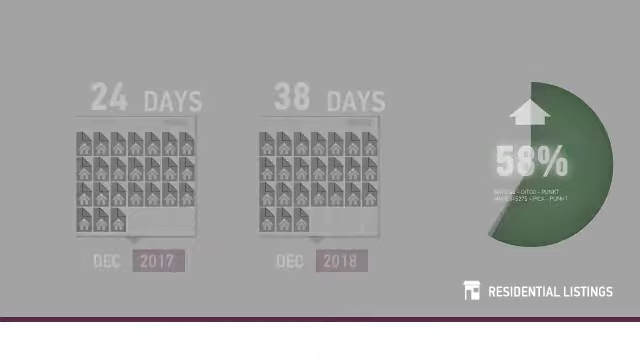 24 DAYS
38 DAYS
58%
DEC 2017
DEC 2018
RESIDENTIAL LISTINGS